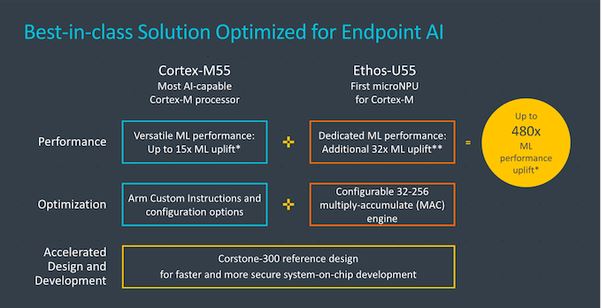 Best-in-class Solution Optimized for Endpoint AI
Cortex-M55
Most AI-capable
Cortex-M processor
Ethos-U55
First microNPU
for Cortex-M
Performance
Versatile ML performance:
Up to 15x ML uplift*
+
Dedicated ML performance:
Additional 32x ML uplift**
=
Up to
480x
ML
performance
uplift*
Optimization
Arm Custom Instructions and
configuration options
+
Configurable 32-256
multiply-accumulate (MAC)
engine
Accelerated
Design and
Development
Corstone-300 reference design
for faster and more secure system-on-chip development